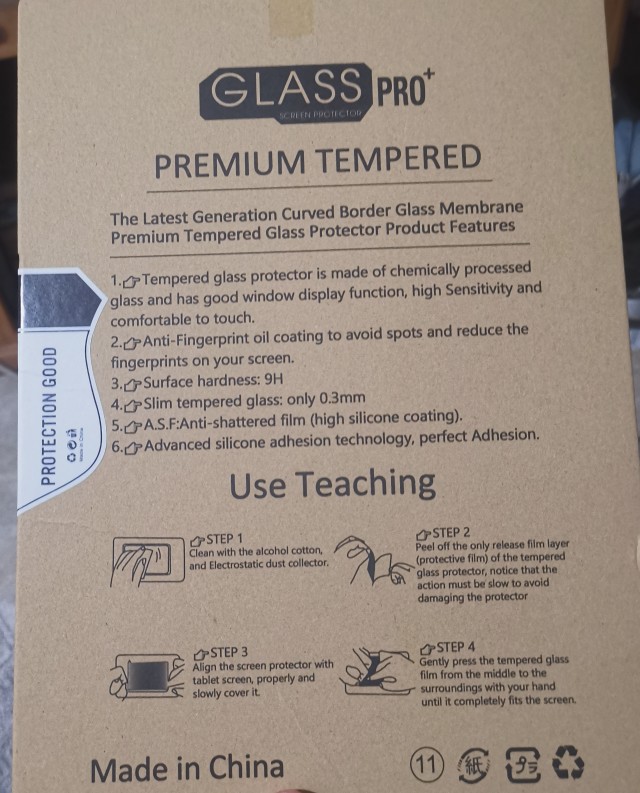 GLASS PRO+
SCREEN PROTECTOR
PREMIUM TEMPERED
The Latest Generation Curved Border Glass Membrane
Premium Tempered Glass Protector Product Features
1.Tempered glass protector is made of chemically processed
glass and has good window display function, high Sensitivity and
comfortable to touch.
2.Anti-Fingerprint oil coating to avoid spots and reduce the
fingerprints on your screen.
3.Surface hardness: 9H
4.Slim tempered glass: only 0.3mm
5.A.S.F:Anti-shattered film (high silicone coating).
6.Advanced silicone adhesion technology, perfect Adhesion.
PROTECTION GOOD
Made in China
Use Teaching
STEP 1
Clean with the alcohol cotton,
and Electrostatic dust collector.
STEP 2
Peel off the only release film layer
(protective film) of the tempered
glass protector, notice that the
action must be slow to avoid
damaging the protector
STEP 3
Align the screen protector with
tablet screen, properly and
slowly cover it.
STEP 4
Gently press the tempered glass
film from the middle to the
surroundings with your hand
until it completely fits the screen.
Made in China
11 紙 プラ